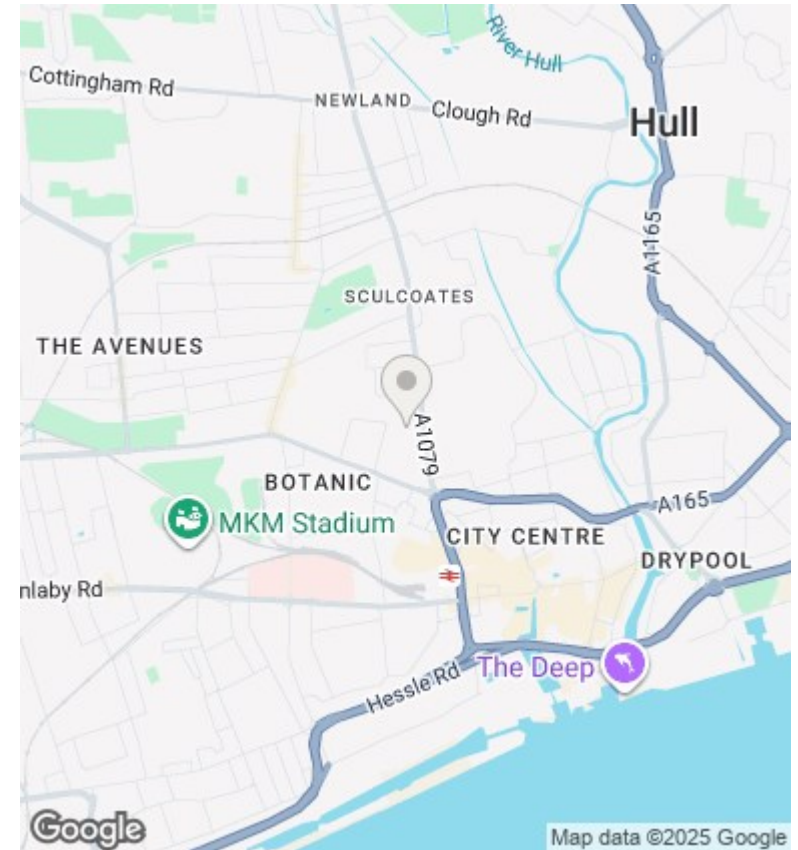 River Hull
Cottingham Rd
NEWLAND
Clough Rd
Hull
A1165
SCULCOATES
THE AVENUES
A1079
BOTANIC
MKM Stadium
A165
CITY CENTRE
DRYPOOL
nlaby Rd
The Deep
Hessle Rd
Google
Map data ©2025 Google